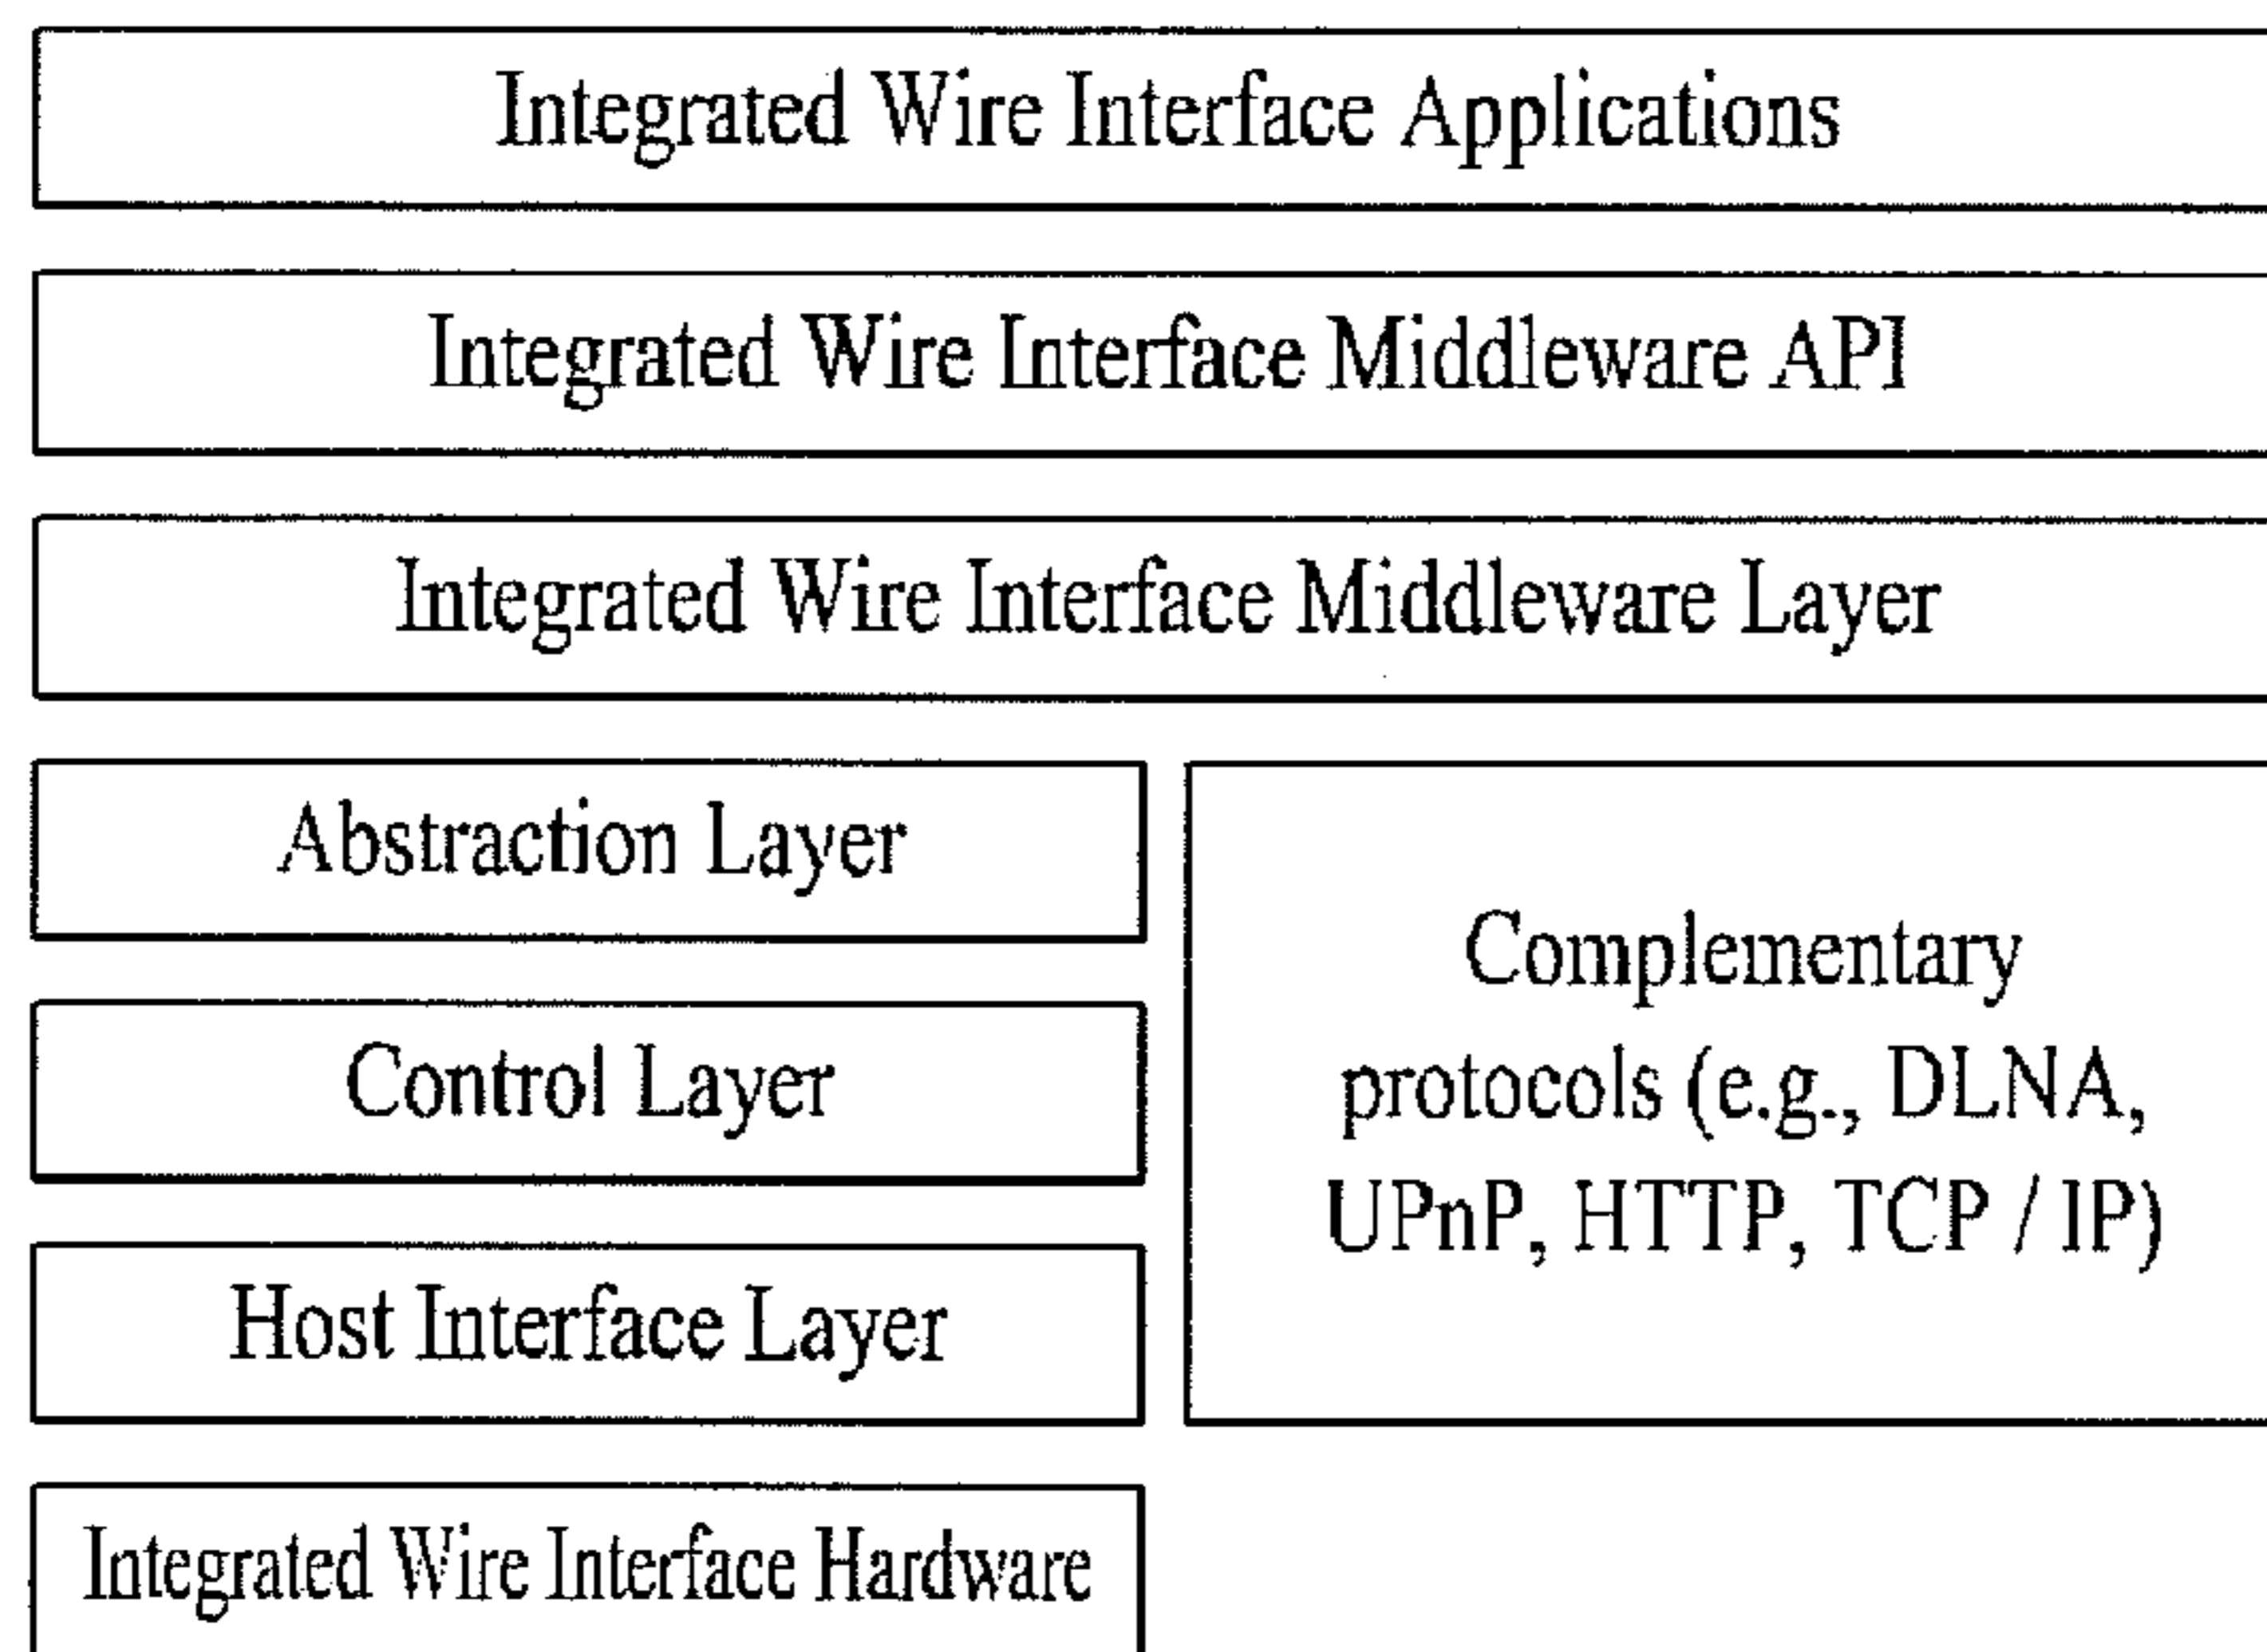 Integrated Wire Interface Applications
Integrated Wire Interface Middleware API
Integrated Wire Interface Middleware Layer
Abstraction Layer
Control Layer
Host Interface Layer
Integrated Wire Interface Hardware
Complementary
protocols (e.g., DLNA,
UPnP, HTTP, TCP / IP)